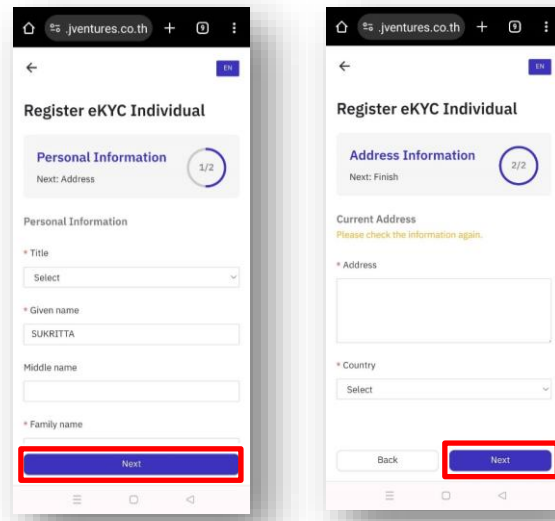 .jventures.co.th
9
EN
Register eKYC Individual
Personal Information
Next: Address
1/2
Personal Information
* Title
Select
* Given name
SUKRITTA
Middle name
* Family name
Next
.jventures.co.th
9
EN
Register eKYC Individual
Address Information
Next: Finish
2/2
Current Address
Please check the information again.
* Address
* Country
Select
Back
Next